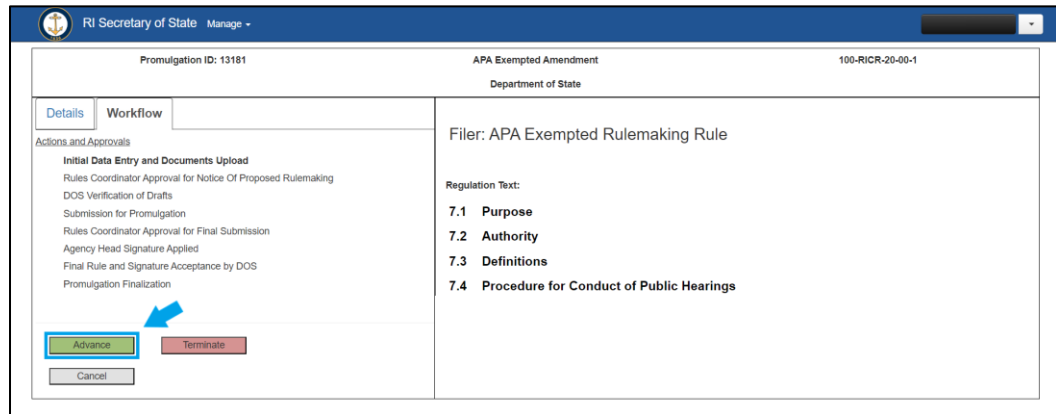 RI Secretary of State Manage
Promulgation ID: 13181
APA Exempted Amendment
100-RICR-20-00-1
Department of State
Details Workflow
Actions and Approvals
Initial Data Entry and Documents Upload
Rules Coordinator Approval for Notice Of Proposed Rulemaking
DOS Verification of Drafts
Submission for Promulgation
Rules Coordinator Approval for Final Submission
Agency Head Signature Applied
Final Rule and Signature Acceptance by DOS
Promulgation Finalization
Advance Terminate
Cancel
Filer: APA Exempted Rulemaking Rule
Regulation Text:
7.1 Purpose
7.2 Authority
7.3 Definitions
7.4 Procedure for Conduct of Public Hearings